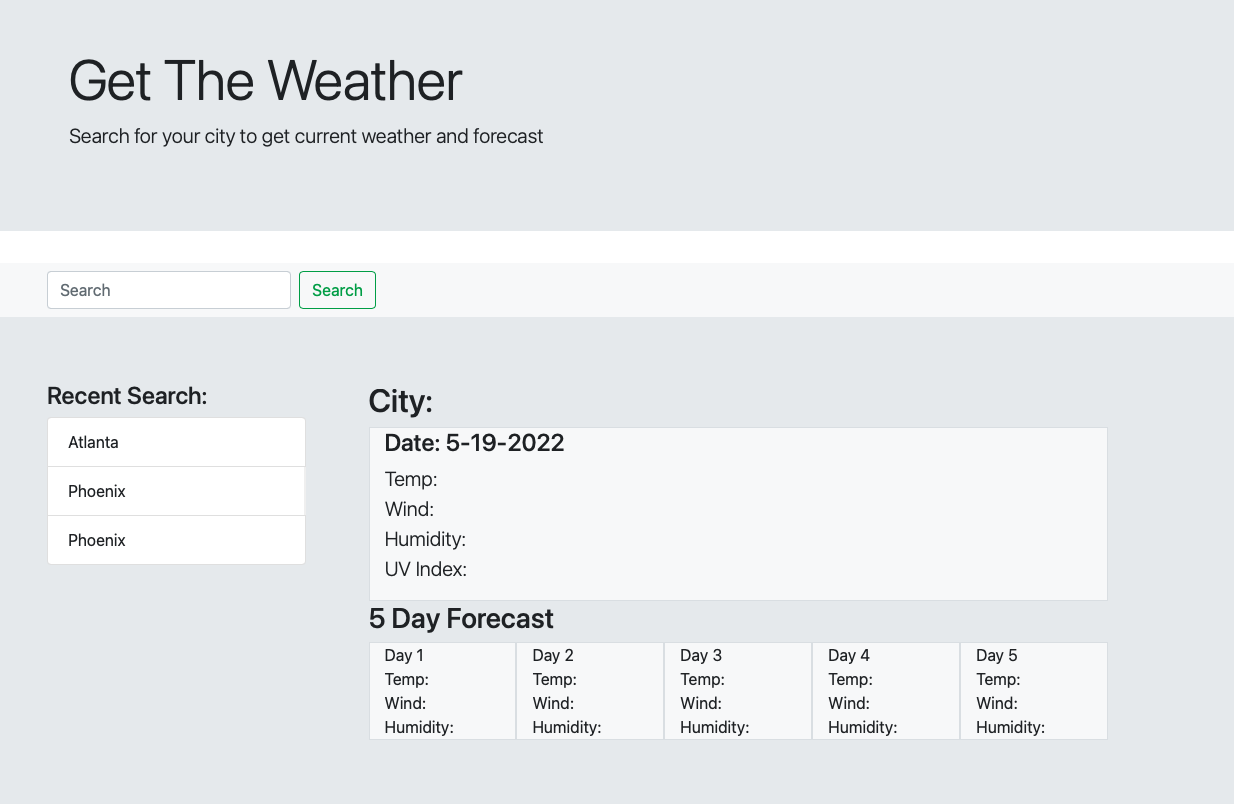 Get The Weather
Search for your city to get current weather and forecast
Search
Search
Recent Search:
Atlanta
Phoenix
Phoenix
City:
Date: 5-19-2022
Temp:
Wind:
Humidity:
UV Index:
5 Day Forecast
Day 1
Temp:
Wind:
Humidity:
Day 2
Temp:
Wind:
Humidity:
Day 3
Temp:
Wind:
Humidity:
Day 4
Temp:
Wind:
Humidity:
Day 5
Temp:
Wind:
Humidity: